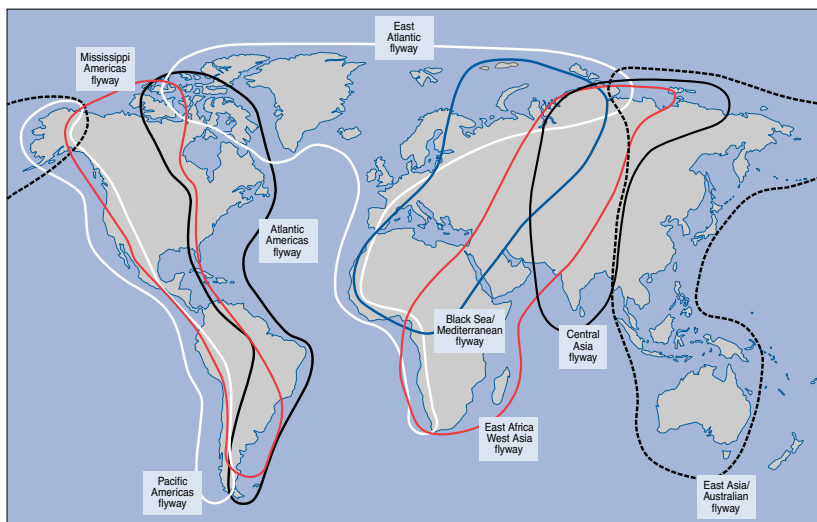 East
Atlantic
flyway
Mississippi
Americas
flyway
Atlantic
Americas
flyway
Black Sea/
Mediterranean
flyway
Central
Asia
flyway
East Africa
West Asia
flyway
Pacific
Americas
flyway
East Asia/
Australian
flyway